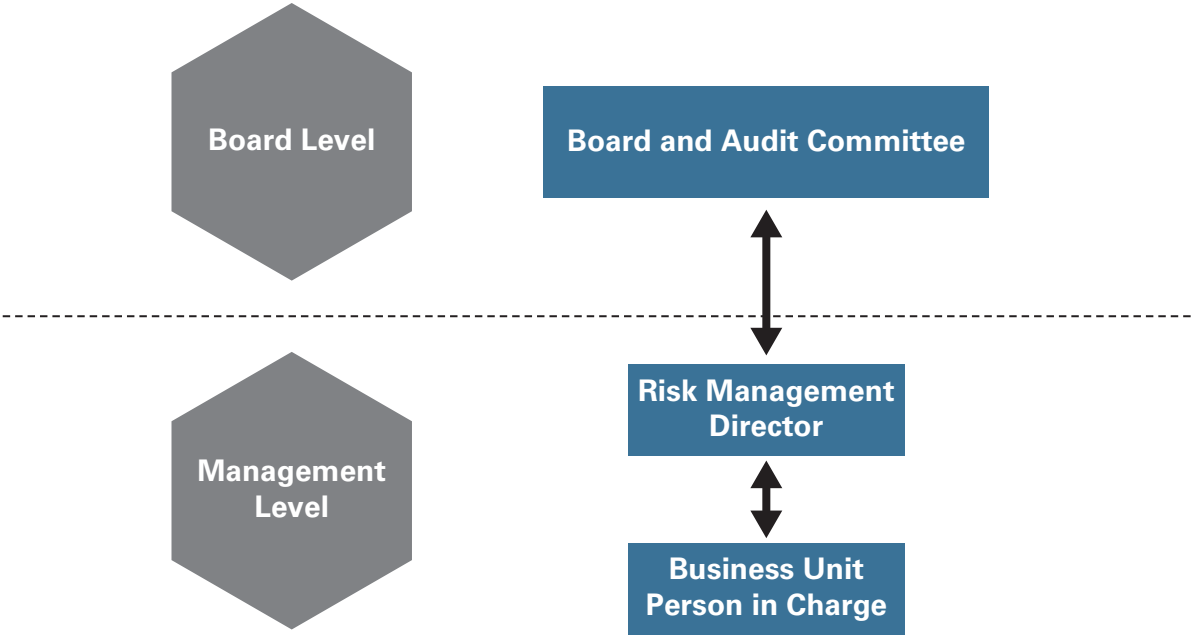 Board Level
Board and Audit Committee
Risk Management
Director
Management
Level
Business Unit
Person in Charge